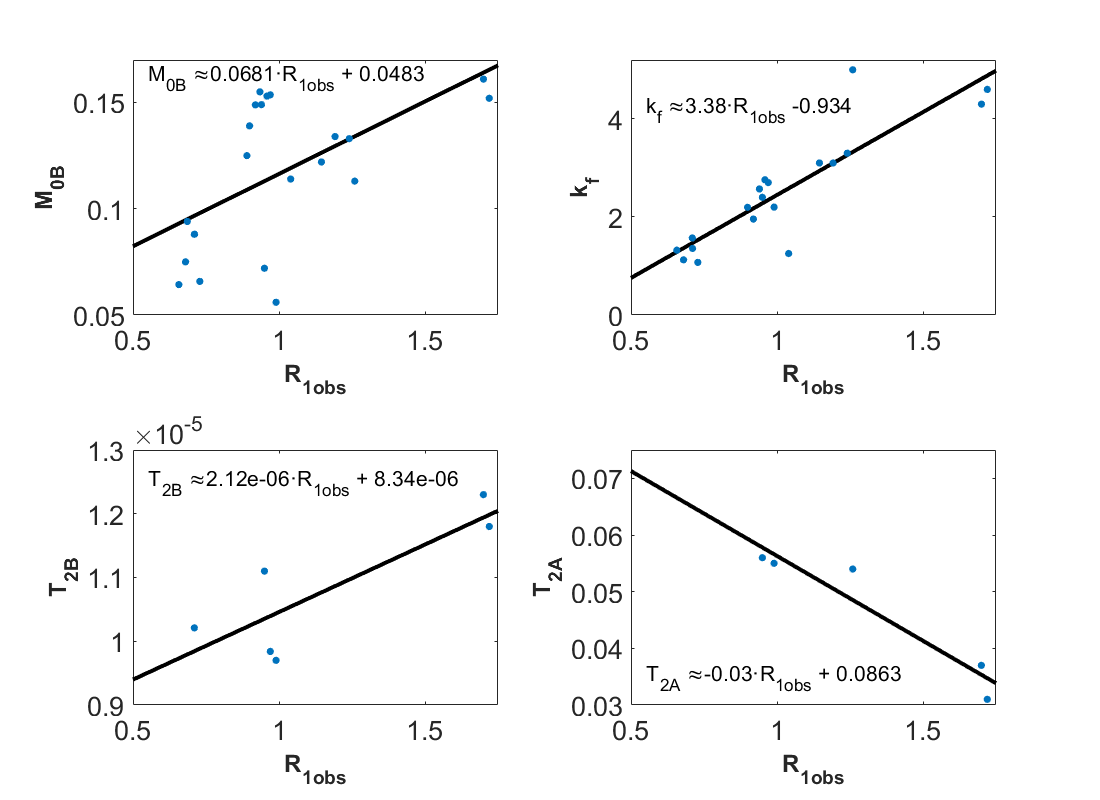 M0B ≈0.0681·R1obs + 0.0483
0.15
0.1
0.05
M0B
0.5 1 1.5
R1obs
kf ≈3.38·R1obs -0.934
4
2
0
kf
0.5 1 1.5
R1obs
×10-5
1.3
1.2
1.1
1
0.9
T2B ≈2.12e-06·R1obs + 8.34e-06
T2B
0.5 1 1.5
R1obs
0.07
0.06
0.05
0.04
0.03
T2A
T2A ≈-0.03·R1obs + 0.0863
0.5 1 1.5
R1obs